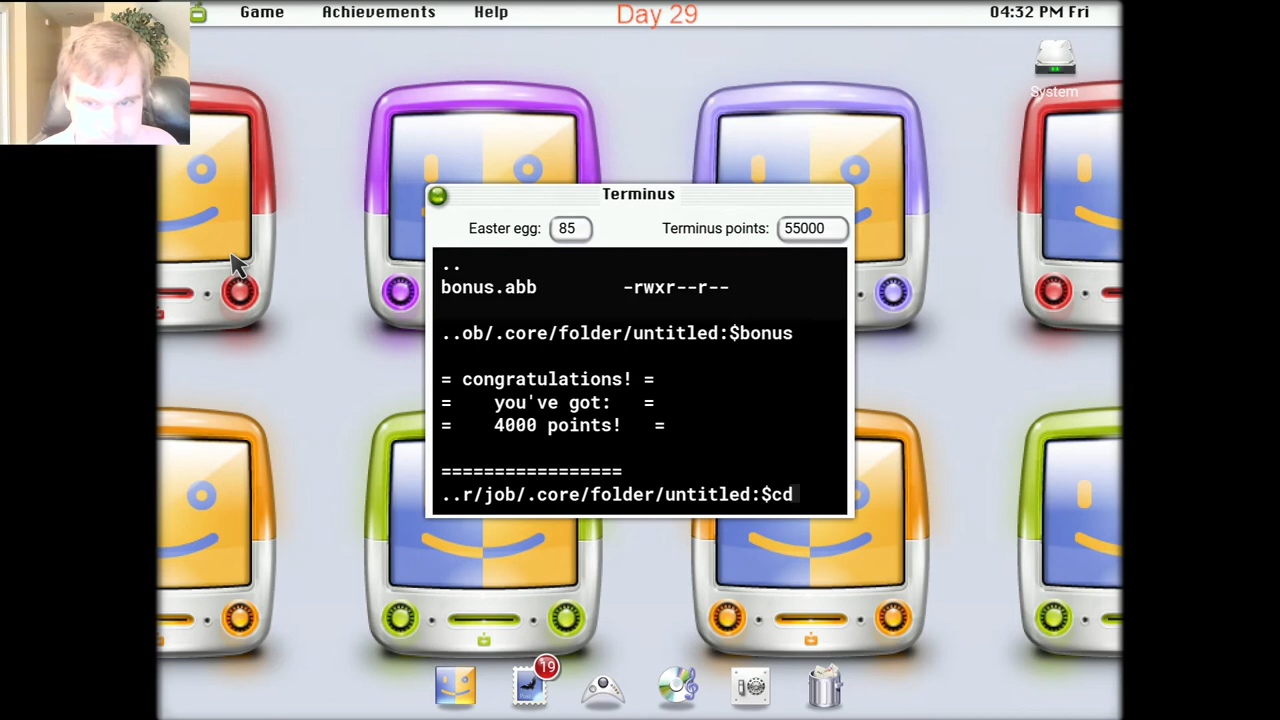 Game Achievements Help Day 29 04:32 PM Fri
System
Terminus
Easter egg: 85 Terminus points: 55000
..
bonus.abb -rwxr--r--
..ob/.core/folder/untitled:$bonus
= congratulations! =
= you've got: =
= 4000 points! =
=================
..r/job/.core/folder/untitled:$cd
19